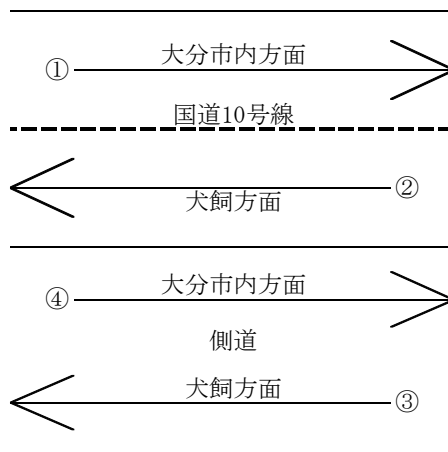 大分市内方面
①
国道10号線
②
犬飼方面
大分市内方面
④
側道
犬飼方面
③